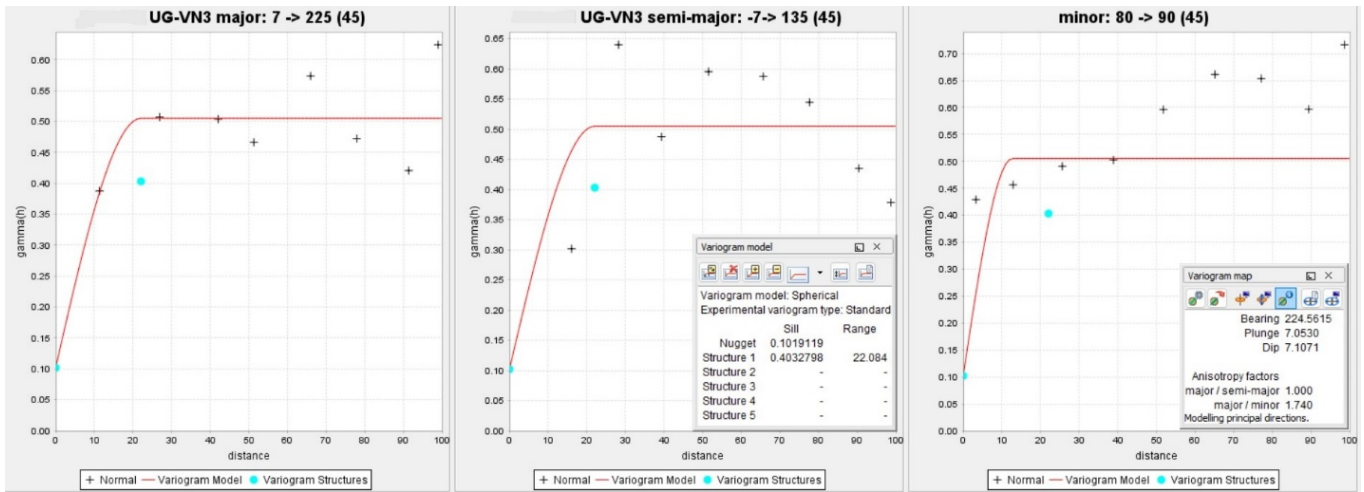 UG-VN3 major: 7 -> 225 (45)
gamma(h)
0.60
0.55
0.50
0.45
0.40
0.35
0.30
0.25
0.20
0.15
0.10
0.05
0.00
0 10 20 30 40 50 60 70 80 90 100
distance
Normal Variogram Model Variogram Structures
UG-VN3 semi-major: -7-> 135 (45)
gamma(h)
0.65
0.60
0.55
0.50
0.45
0.40
0.35
0.30
0.25
0.20
0.15
0.10
0.05
0.00
0 10 20 30 40 50 60 70 80 90 100
distance
Normal Variogram Model Variogram Structures
Variogram model
Variogram model: Spherical
Experimental variogram type: Standard
Sill Range
Nugget 0.1019119
Structure 1 0.4032798 22.084
Structure 2 - -
Structure 3 - -
Structure 4 - -
Structure 5 - -
minor: 80 -> 90 (45)
gamma(h)
0.70
0.65
0.60
0.55
0.50
0.45
0.40
0.35
0.30
0.25
0.20
0.15
0.10
0.05
0.00
0 10 20 30 40 50 60 70 80 90 100
distance
Normal Variogram Model Variogram Structures
Variogram map
Bearing 224.5615
Plunge 7.0530
Dip 7.1071
Anisotropy factors
major / semi-major 1.000
major / minor 1.740
Modelling principal directions.